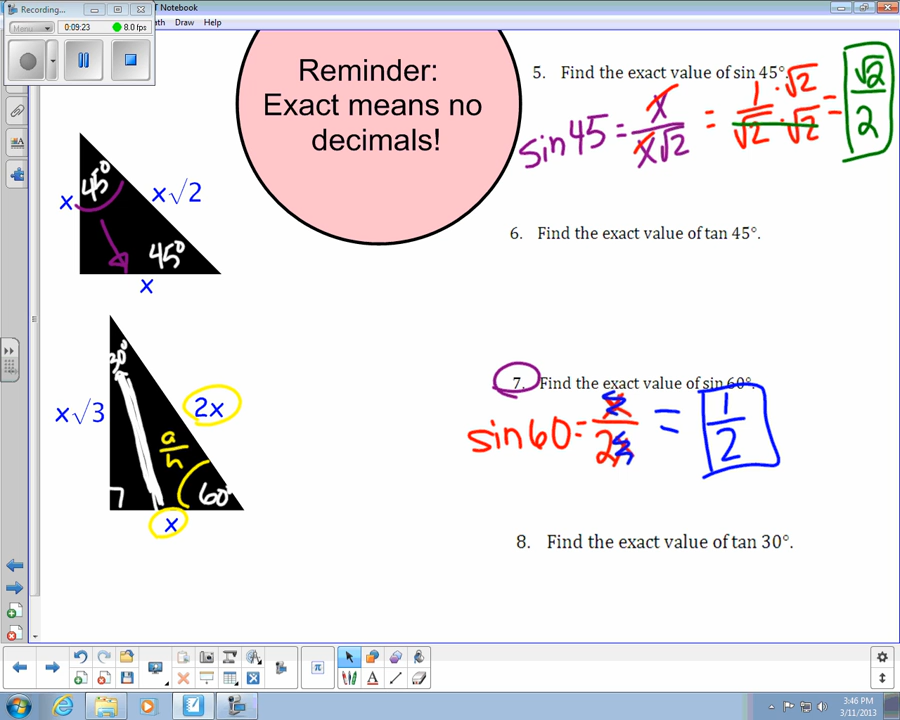 Recording...
T Notebook
Menu
0:09:23
8.0 fps
Draw
Help
Reminder:
Exact means no
decimals!
5. Find the exact value of sin 45°.
sin45 = x/x√2 = 1/√2 · √2/√2 = √2/2
45°
x
x√2
45°
x
6. Find the exact value of tan 45°.
30°
x√3
2x
a/h
60°
x
7. Find the exact value of sin 60°.
sin60 = x/2x = 1/2
8. Find the exact value of tan 30°.
π
A
3:46 PM
3/11/2013